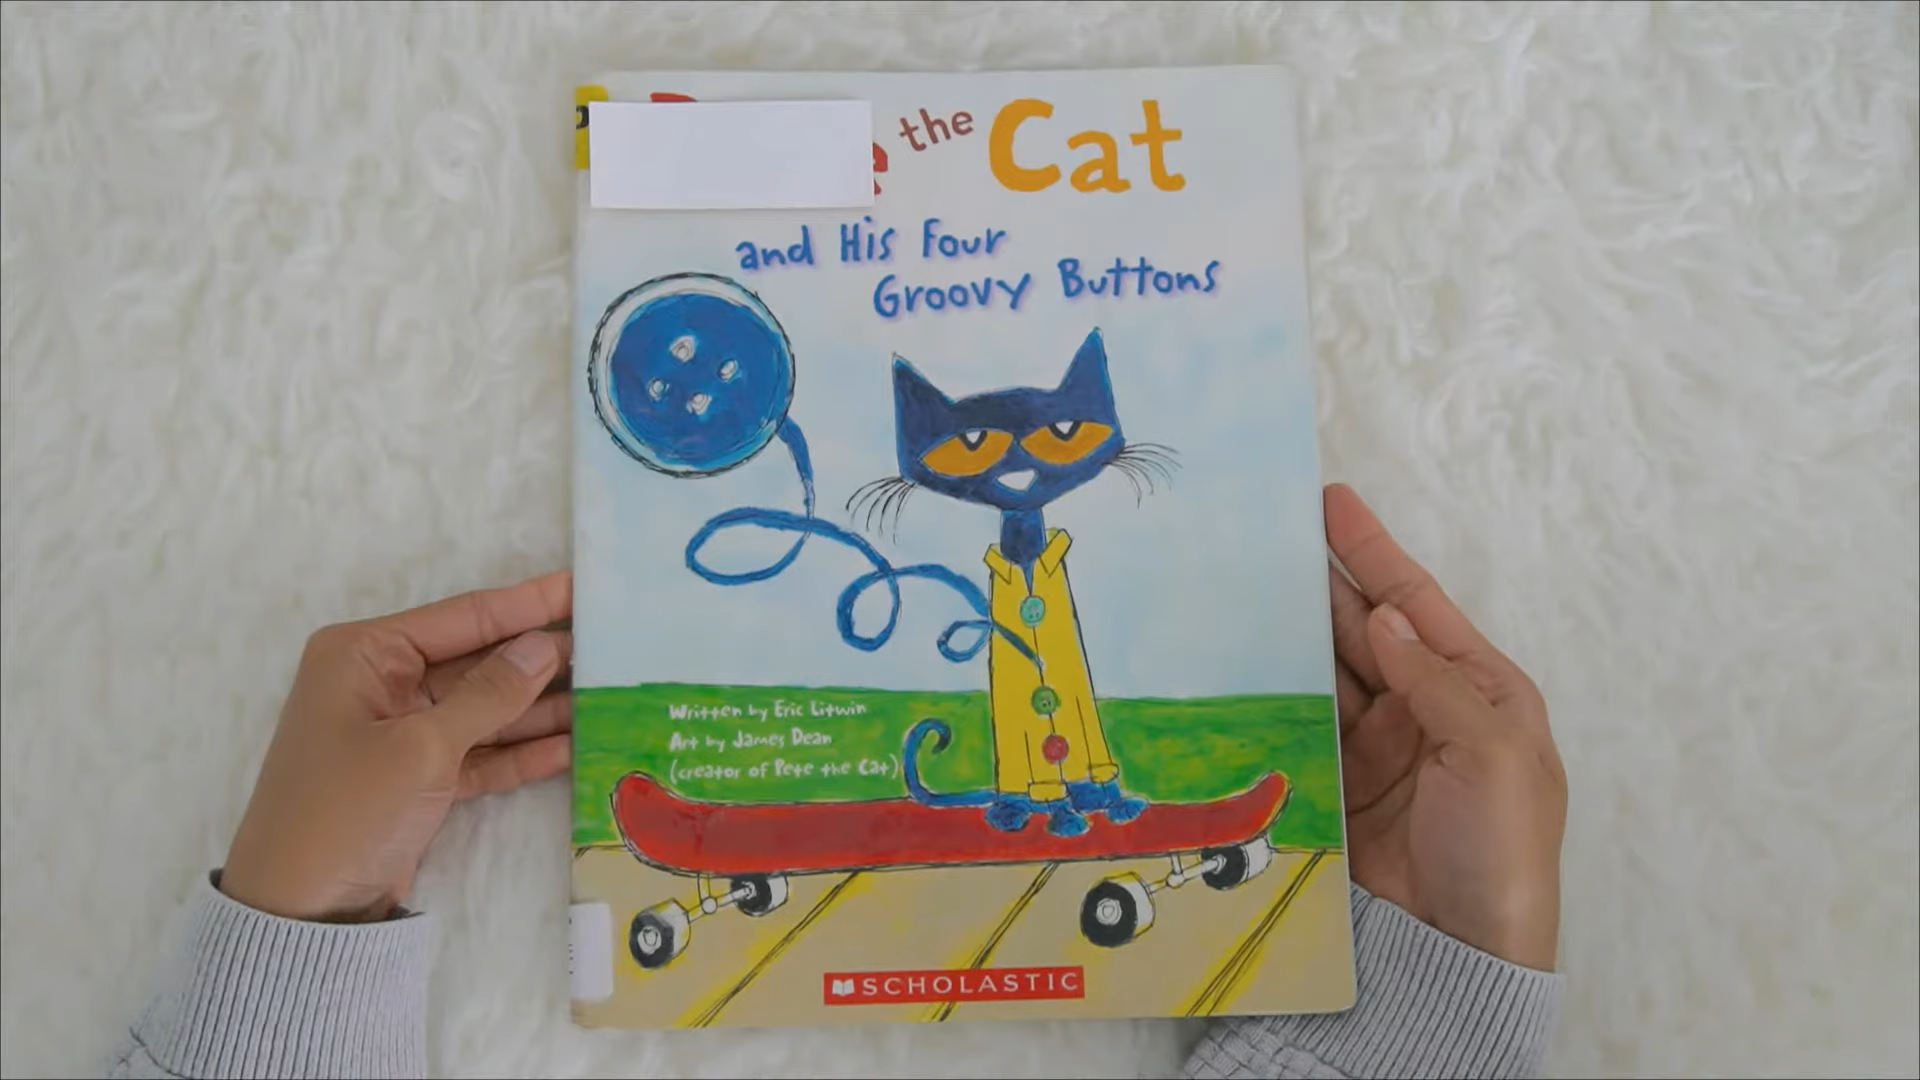 the Cat
and His Four
Groovy Buttons
Written by Eric Litwin
Art by James Dean
(creator of Pete the Cat)
SCHOLASTIC